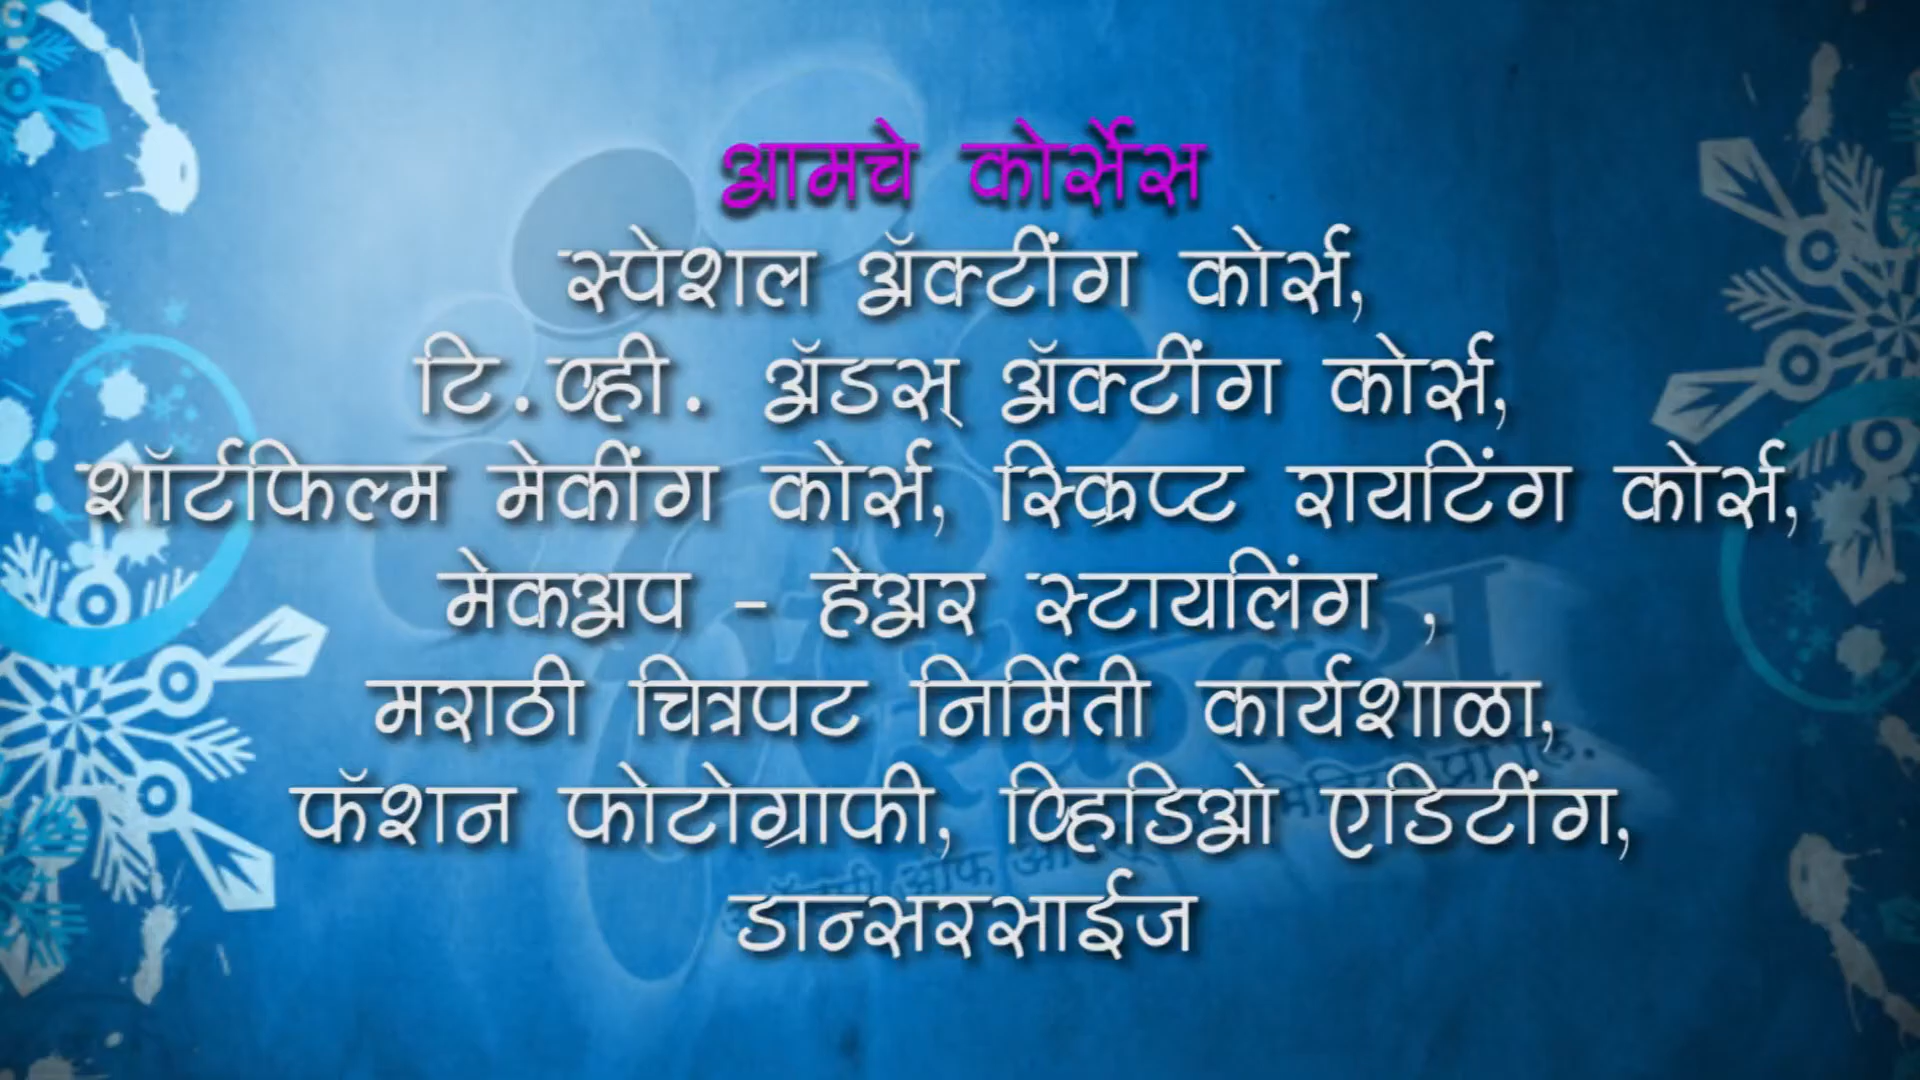 आमचे कोर्सेस
स्पेशल ॲक्टींग कोर्स,
टि.व्ही. ॲडस् ॲक्टींग कोर्स,
शॉर्टफिल्म मेकींग कोर्स, स्क्रिप्ट रायटिंग कोर्स,
मेकअप - हेअर स्टायलिंग ,
मराठी चित्रपट निर्मिती कार्यशाळा,
फॅशन फोटोग्राफी, व्हिडिओ एडिटींग,
डान्सरसाईज